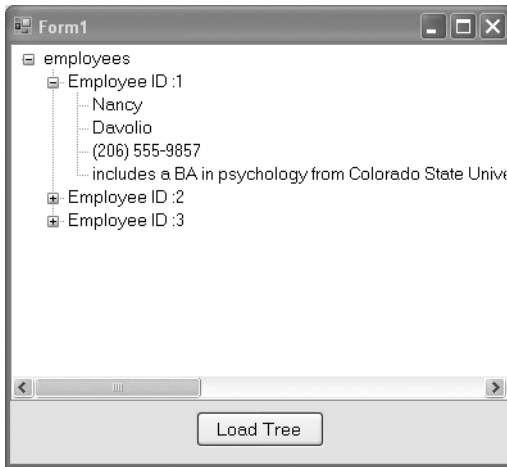 Form1
employees
Employee ID :1
Nancy
Davolio
(206) 555-9857
includes a BA in psychology from Colorado State
Employee ID :2
Employee ID :3
Load Tree